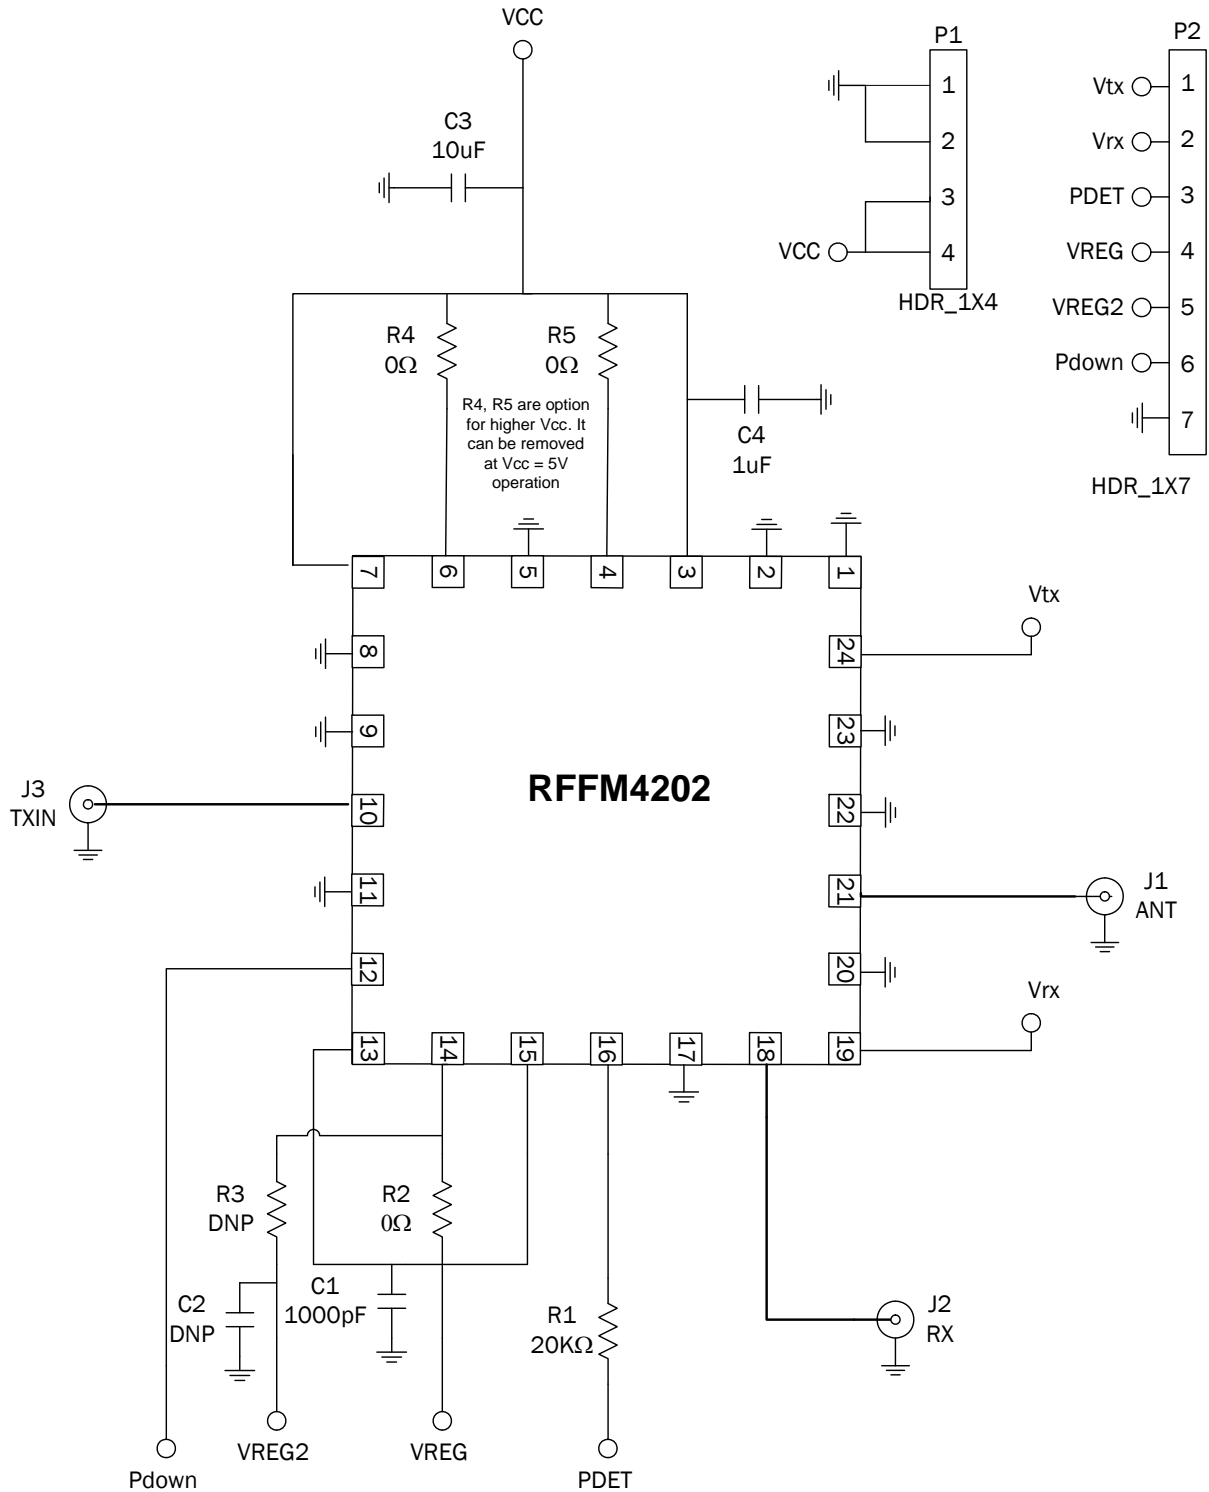 VCC
P1
P2
1
2
3
4
VCC
HDR_1X4
Vtx
1
Vrx
2
PDET
3
VREG
4
VREG2
5
Pdown
6
7
HDR_1X7
C3
10uF
R4
0Ω
R5
0Ω
R4, R5 are option
for higher Vcc. It
can be removed
at Vcc = 5V
operation
C4
1uF
7
6
5
4
3
2
1
8
9
10
11
12
24
23
22
21
20
RFFM4202
Vtx
J3
TXIN
J1
ANT
Vrx
13
14
15
16
17
18
19
R3
DNP
R2
0Ω
C2
DNP
C1
1000pF
R1
20KΩ
J2
RX
Pdown
VREG2
VREG
PDET